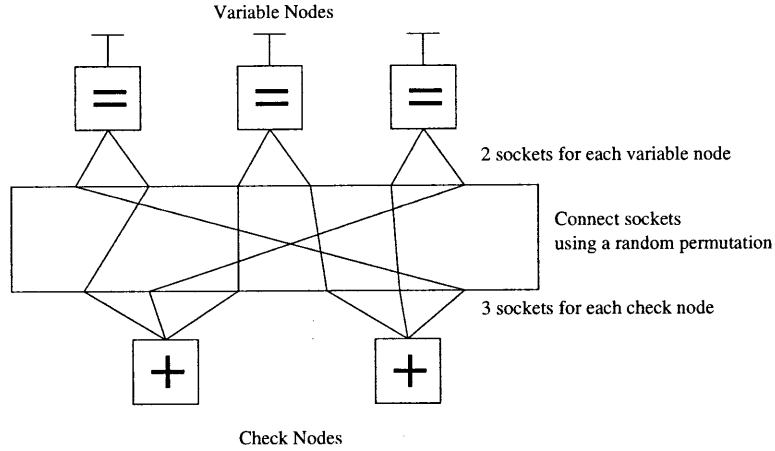 Variable Nodes
=
=
=
2 sockets for each variable node
Connect sockets
using a random permutation
3 sockets for each check node
+
+
Check Nodes